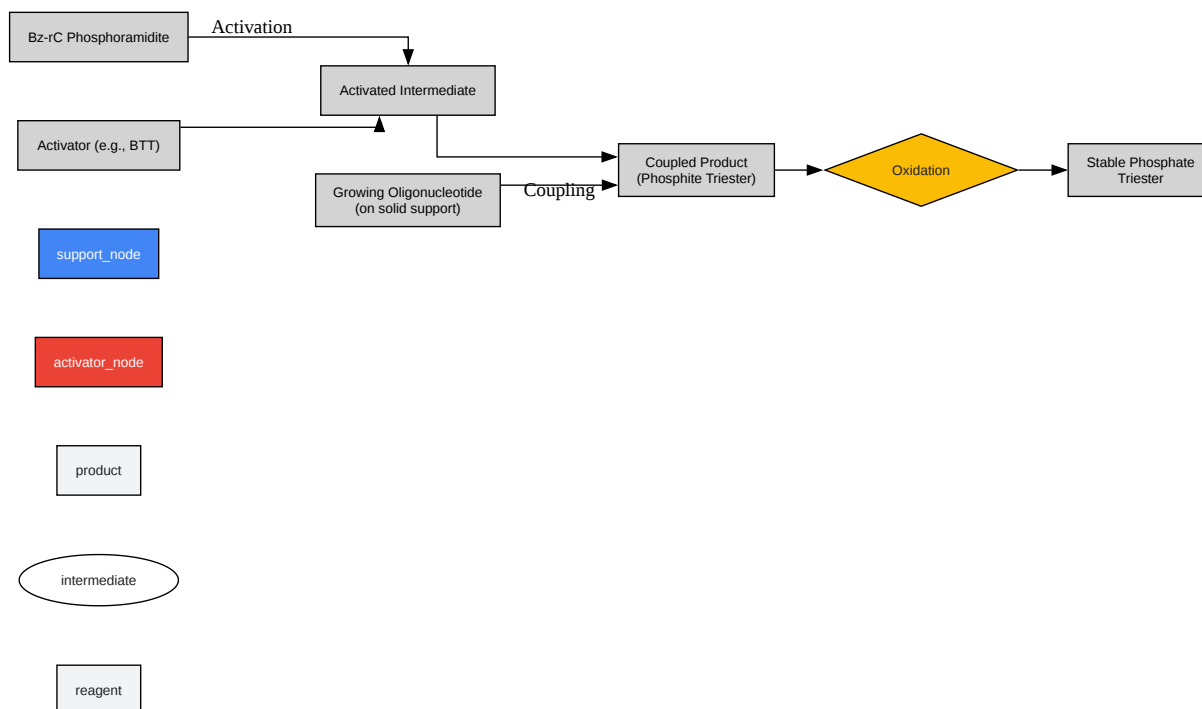 Bz-rC Phosphoramidite
Activation
Activated Intermediate
Activator (e.g., BTT)
Growing Oligonucleotide
(on solid support)
Coupling
Coupled Product
(Phosphite Triester)
Oxidation
Stable Phosphate
Triester
support_node
activator_node
product
intermediate
reagent